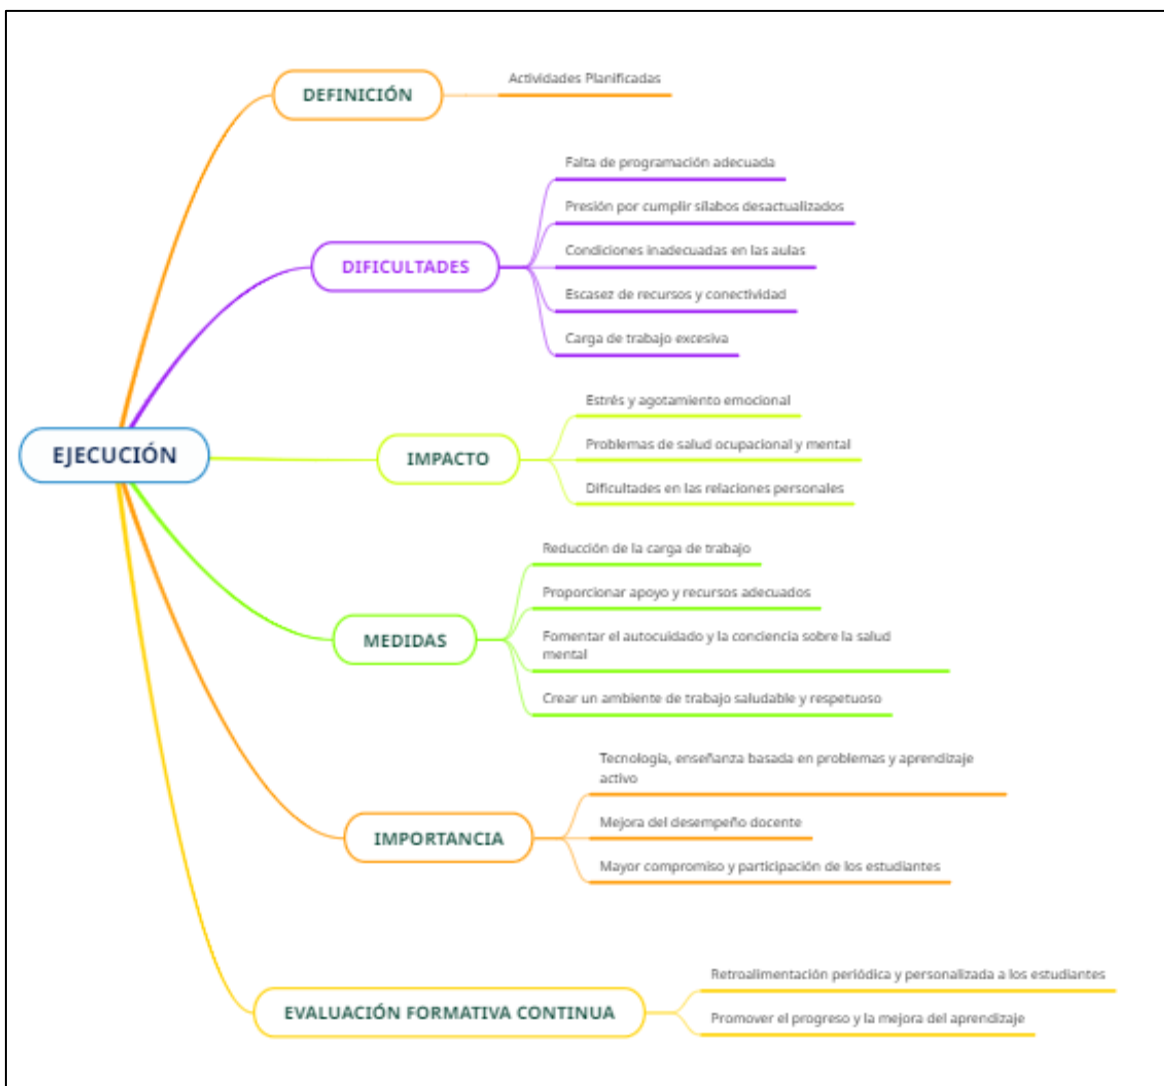 DEFINICIÓN
Actividades Planificadas
DIFICULTADES
Falta de programación adecuada
Presión por cumplir sílabos desactualizados
Condiciones inadecuadas en las aulas
Escasez de recursos y conectividad
Carga de trabajo excesiva
EJECUCIÓN
IMPACTO
Estrés y agotamiento emocional
Problemas de salud ocupacional y mental
Dificultades en las relaciones personales
MEDIDAS
Reducción de la carga de trabajo
Proporcionar apoyo y recursos adecuados
Fomentar el autocuidado y la conciencia sobre la salud
mental
Crear un ambiente de trabajo saludable y respetuoso
IMPORTANCIA
Tecnología, enseñanza basada en problemas y aprendizaje
activo
Mejora del desempeño docente
Mayor compromiso y participación de los estudiantes
EVALUACIÓN FORMATIVA CONTINUA
Retroalimentación periódica y personalizada a los estudiantes
Promover el progreso y la mejora del aprendizaje